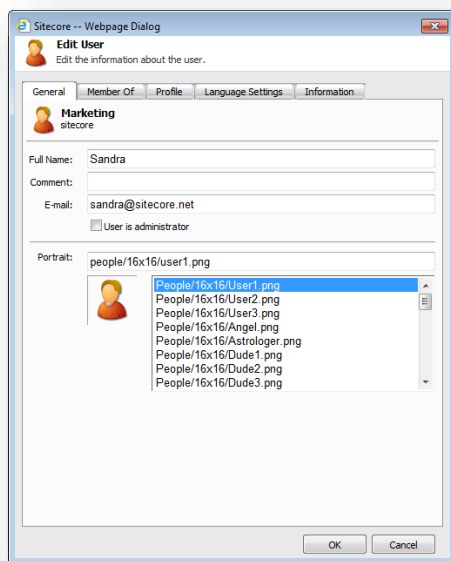 Sitecore -- Webpage Dialog
Edit User
Edit the information about the user.
General Member Of Profile Language Settings Information
Marketing
sitecore
Full Name: Sandra
Comment:
E-mail: sandra@sitecore.net
User is administrator
Portrait: people/16x16/user1.png
People/16x16/User1.png
People/16x16/User2.png
People/16x16/User3.png
People/16x16/Angel.png
People/16x16/Astrologer.png
People/16x16/Dude1.png
People/16x16/Dude2.png
People/16x16/Dude3.png
OK Cancel